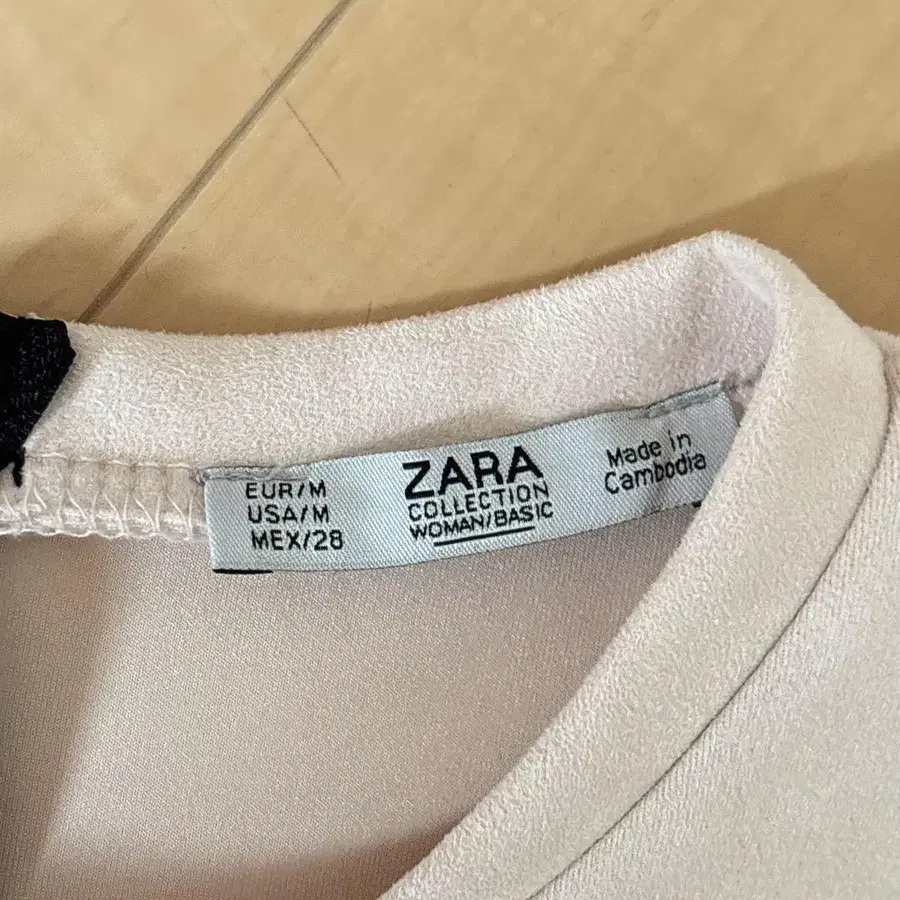 EUR/M
USA/M
MEX/28
ZARA
COLLECTION
WOMAN/BASIC
Made in
Cambodia